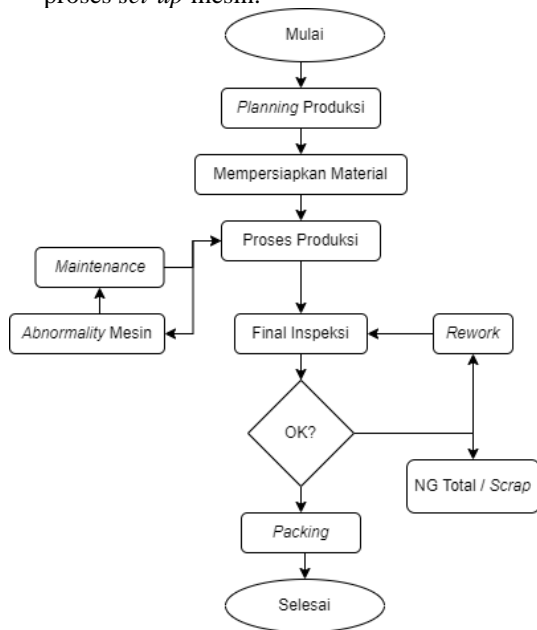 proses set-up mesin.
Mulai
Planning Produksi
Mempersiapkan Material
Proses Produksi
Maintenance
Abnormality Mesin
Final Inspeksi
Rework
OK?
NG Total / Scrap
Packing
Selesai